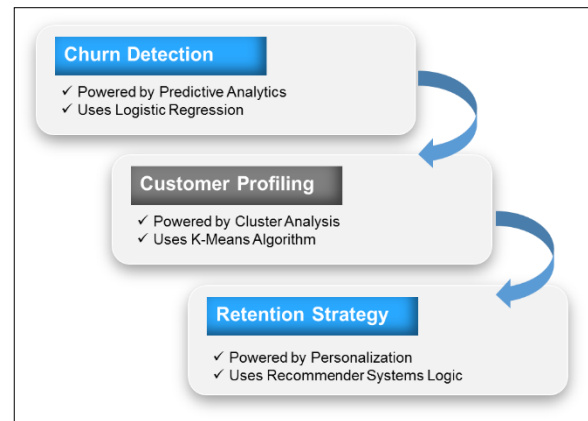 Churn Detection
✓ Powered by Predictive Analytics
✓ Uses Logistic Regression
Customer Profiling
✓ Powered by Cluster Analysis
✓ Uses K-Means Algorithm
Retention Strategy
✓ Powered by Personalization
✓ Uses Recommender Systems Logic